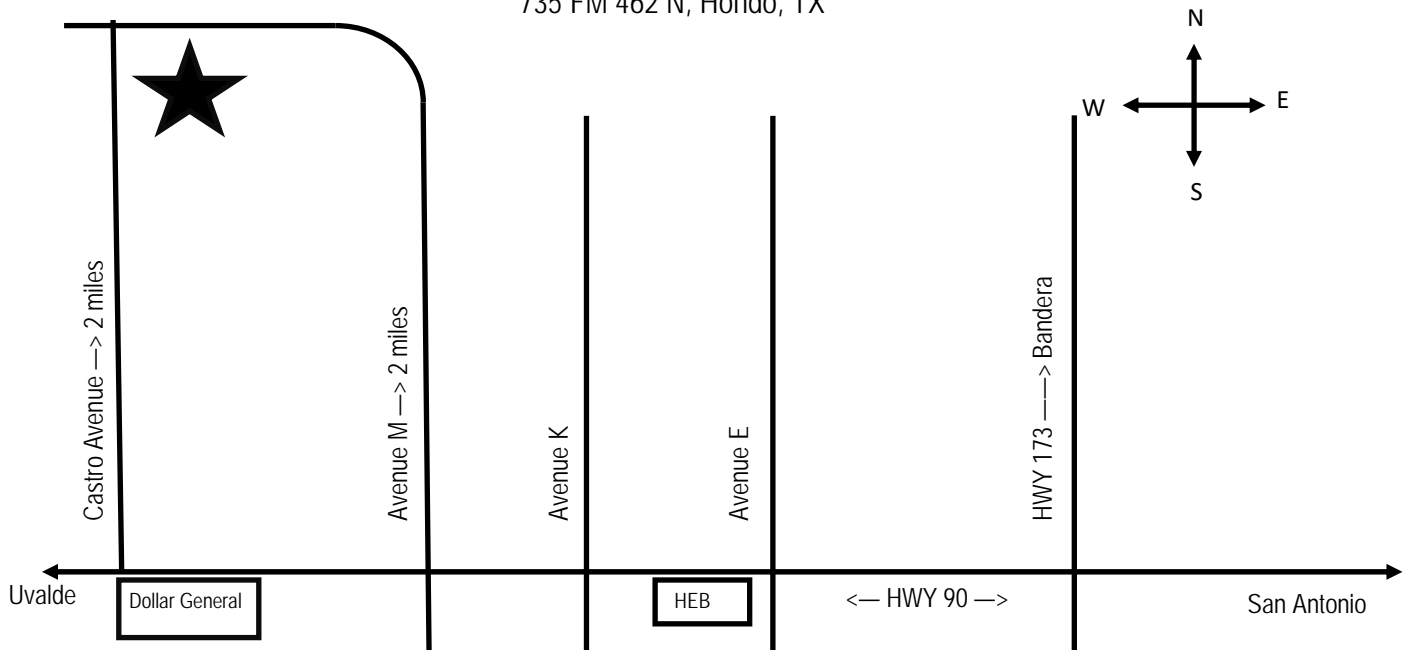 735 FM 462 N, Hondo, TX
N
W
E
S
Castro Avenue —> 2 miles
Avenue M —> 2 miles
Avenue K
Avenue E
HWY 173 ——> Bandera
Uvalde
Dollar General
HEB
<— HWY 90 —>
San Antonio